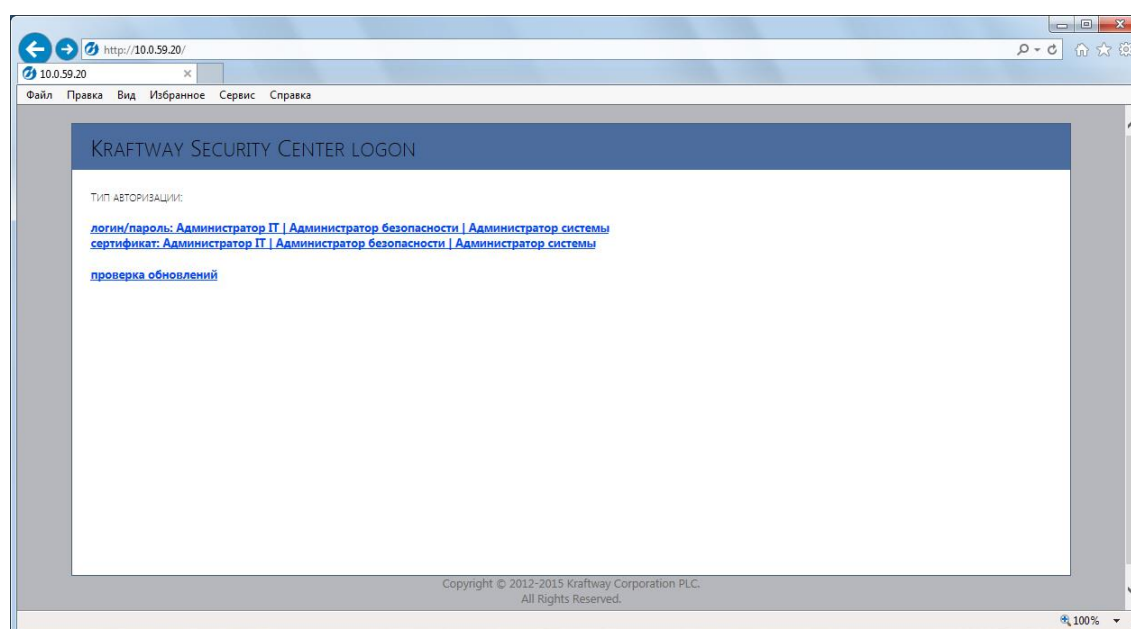 http://10.0.59.20/
10.0.59.20
Файл Правка Вид Избранное Сервис Справка
Kraftway Security Center logon
Тип авторизации:
логин/пароль: Администратор IT | Администратор безопасности | Администратор системы
сертификат: Администратор IT | Администратор безопасности | Администратор системы
проверка обновлений
Copyright © 2012-2015 Kraftway Corporation PLC.
All Rights Reserved.
100%